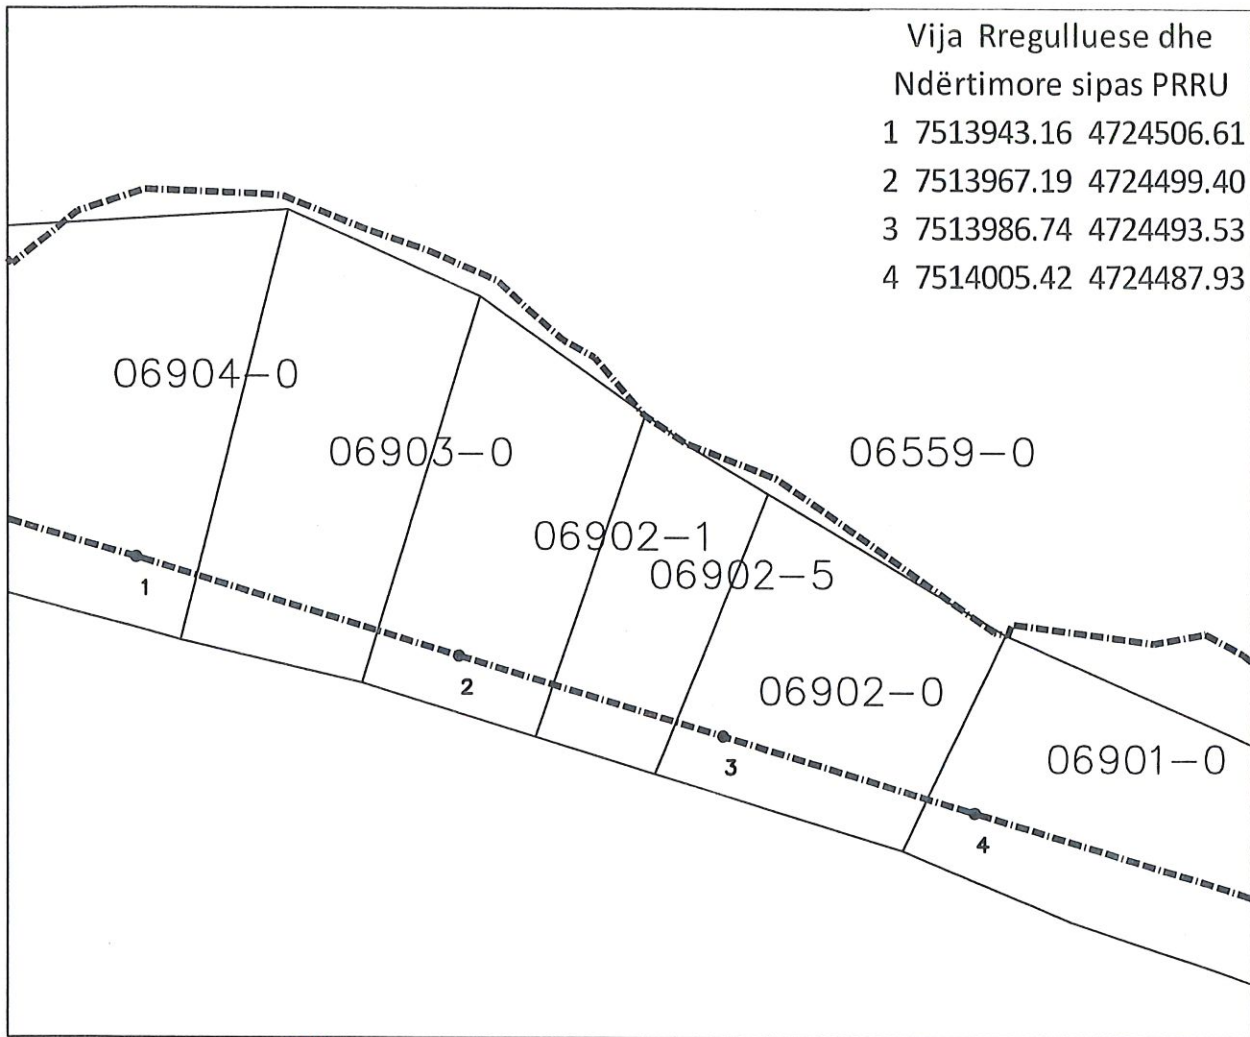 Vija Rregulluese dhe
Ndërtimore sipas PRRU
1 7513943.16 4724506.61
2 7513967.19 4724499.40
3 7513986.74 4724493.53
4 7514005.42 4724487.93
06904-0
06903-0
06559-0
06902-1
06902-5
1
2
06902-0
3
06901-0
4